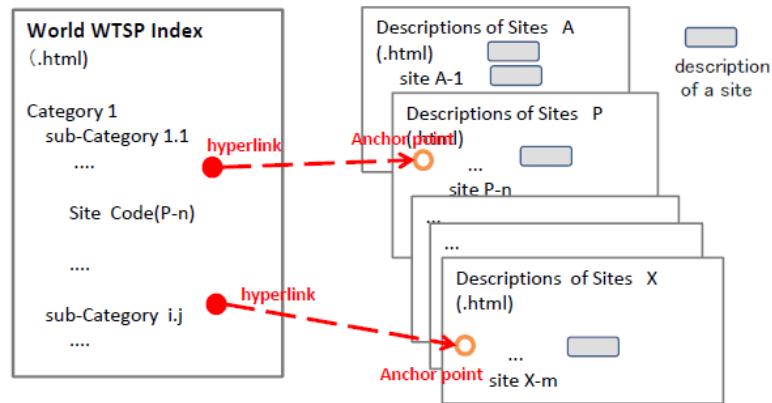 World WTSP Index
(.html)
Category 1
sub-Category 1.1
....
Site Code(P-n)
....
sub-Category i.j
....
hyperlink
hyperlink
Descriptions of Sites A
(.html)
site A-1
Descriptions of Sites P
(.html)
Anchor point
...
site P-n
...
...
Descriptions of Sites X
(.html)
...
site X-m
Anchor point
description
of a site